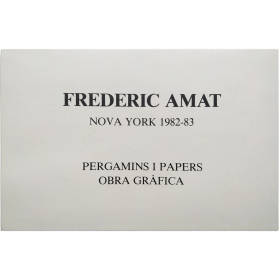 FREDERIC AMAT
NOVA YORK 1982-83
PERGAMINS I PAPERS
OBRA GRÀFICA